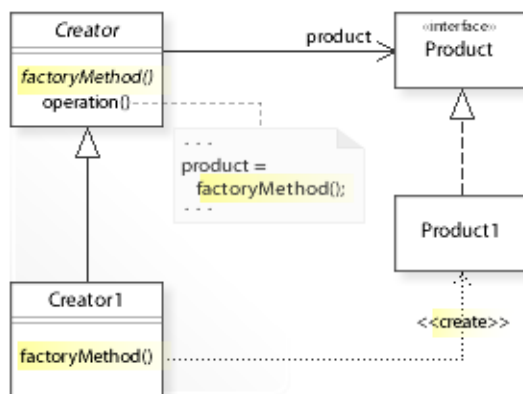 Creator
factoryMethod()
operation()
product
«interface»
Product
- - -
product =
factoryMethod();
- - -
Product1
Creator1
factoryMethod()
<<create>>